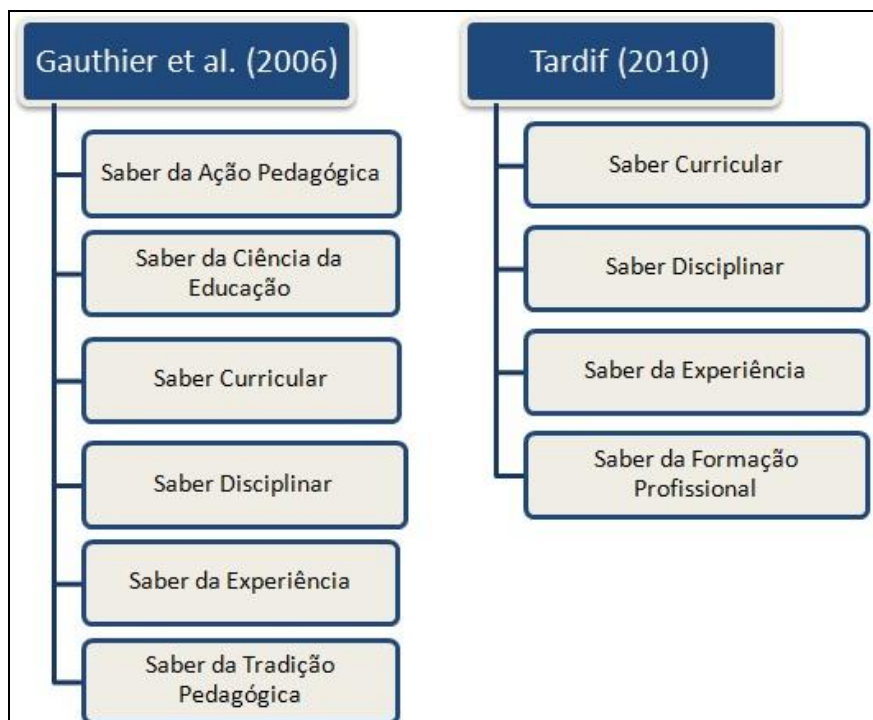 Gauthier et al. (2006)
Saber da Ação Pedagógica
Saber da Ciência da
Educação
Saber Curricular
Saber Disciplinar
Saber da Experiência
Saber da Tradição
Pedagógica
Tardif (2010)
Saber Curricular
Saber Disciplinar
Saber da Experiência
Saber da Formação
Profissional